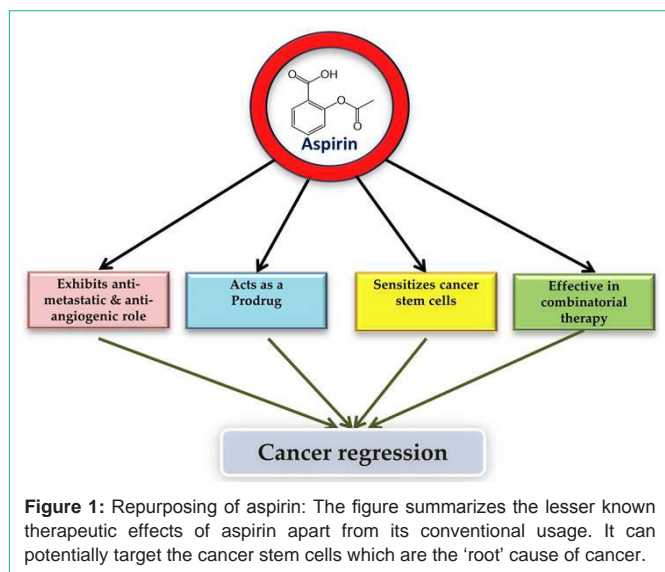 O
OH
O
O
Aspirin
Exhibits anti-
metastatic & anti-
angiogenic role
Acts as a
Prodrug
Sensitizes cancer
stem cells
Effective in
combinatorial
therapy
Cancer regression
Figure 1: Repurposing of aspirin: The figure summarizes the lesser known
therapeutic effects of aspirin apart from its conventional usage. It can
potentially target the cancer stem cells which are the ‘root’ cause of cancer.